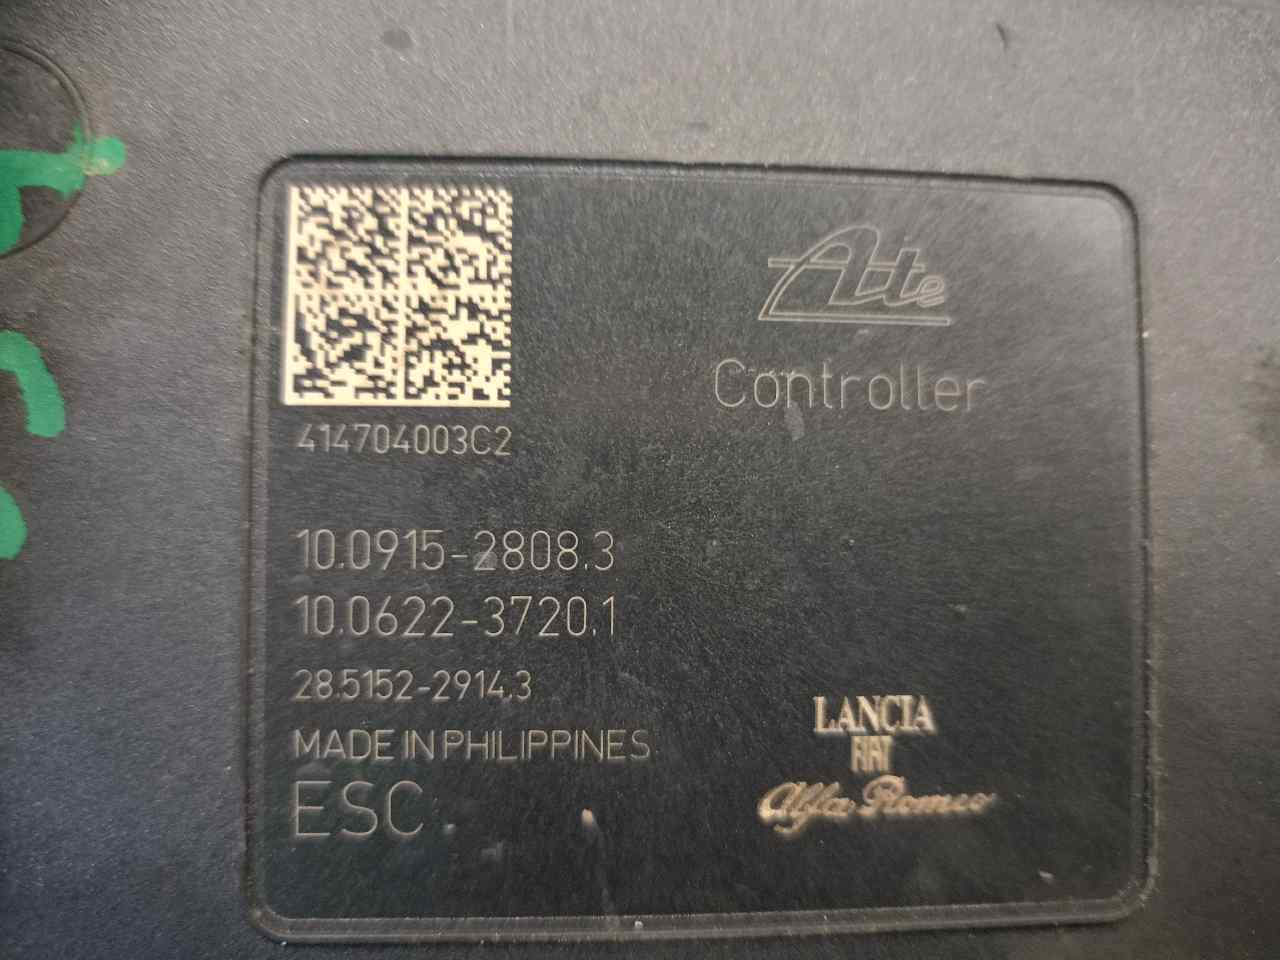 Ate
Controller
414704003C2
10.0915-2808.3
10.0622-3720.1
28.5152-2914.3
MADE IN PHILIPPINES
ESC
LANCIA
FIAT
Alfa Romeo